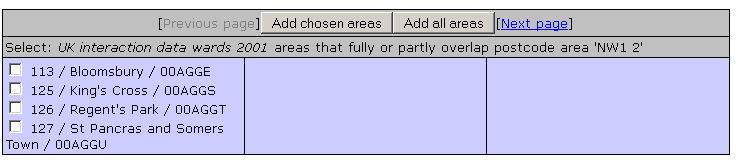 [Previous page] Add chosen areas Add all areas [Next page]
Select: UK interaction data wards 2001 areas that fully or partly overlap postcode area 'NW1 2'
113 / Bloomsbury / 00AGGE
125 / King's Cross / 00AGGS
126 / Regent's Park / 00AGGT
127 / St Pancras and Somers
Town / 00AGGU